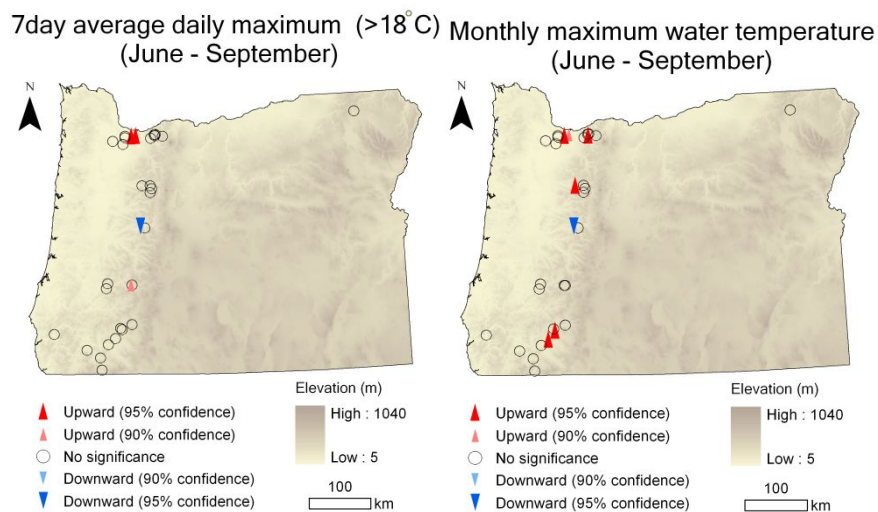 7day average daily maximum (>18°C)
(June - September)
N
Elevation (m)
Upward (95% confidence)
High : 1040
Upward (90% confidence)
No significance
Low : 5
Downward (90% confidence)
100
Downward (95% confidence)
km
Monthly maximum water temperature
(June - September)
N
Elevation (m)
Upward (95% confidence)
High : 1040
Upward (90% confidence)
No significance
Low : 5
Downward (90% confidence)
100
Downward (95% confidence)
km